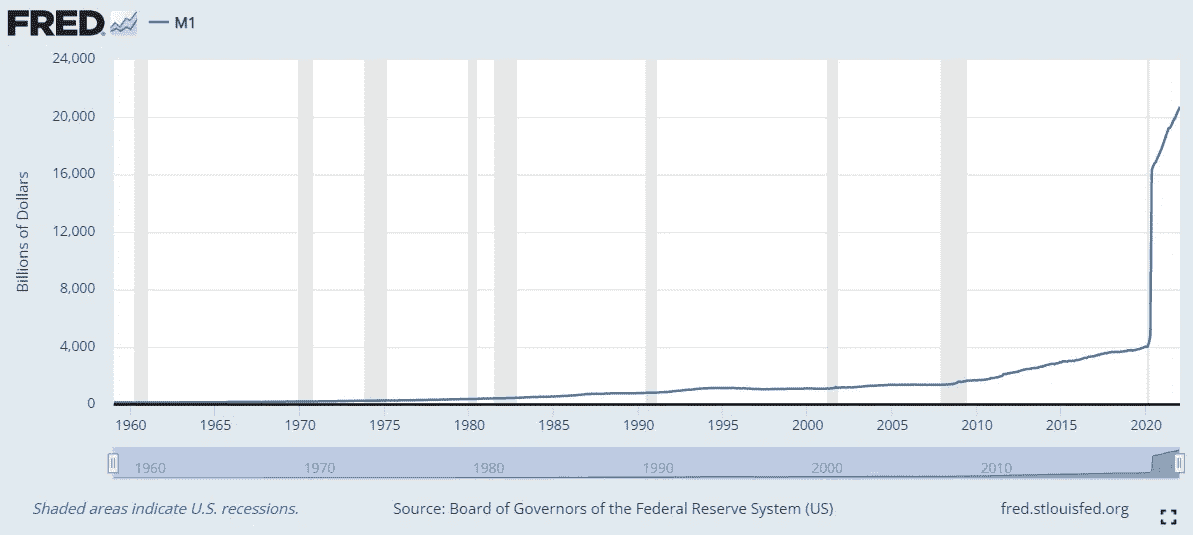 FRED
M1
24,000
20,000
16,000
12,000
8,000
4,000
0
Billions of Dollars
1960 1965 1970 1975 1980 1985 1990 1995 2000 2005 2010 2015 2020
1960 1970 1980 1990 2000 2010
Shaded areas indicate U.S. recessions. Source: Board of Governors of the Federal Reserve System (US) fred.stlouisfed.org